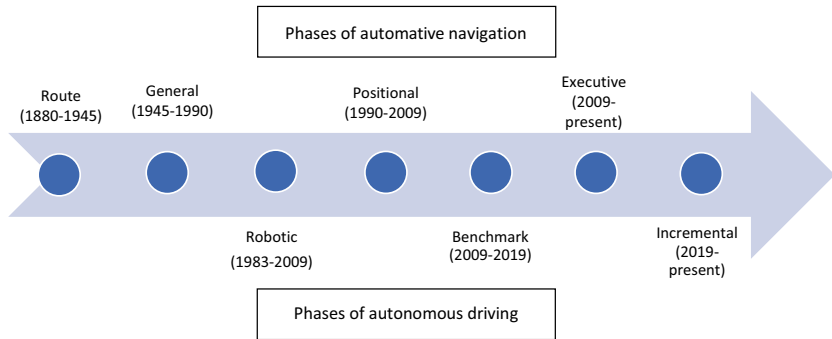 Phases of automative navigation
Route
(1880-1945)
General
(1945-1990)
Positional
(1990-2009)
Executive
(2009-
present)
Robotic
(1983-2009)
Benchmark
(2009-2019)
Incremental
(2019-
present)
Phases of autonomous driving